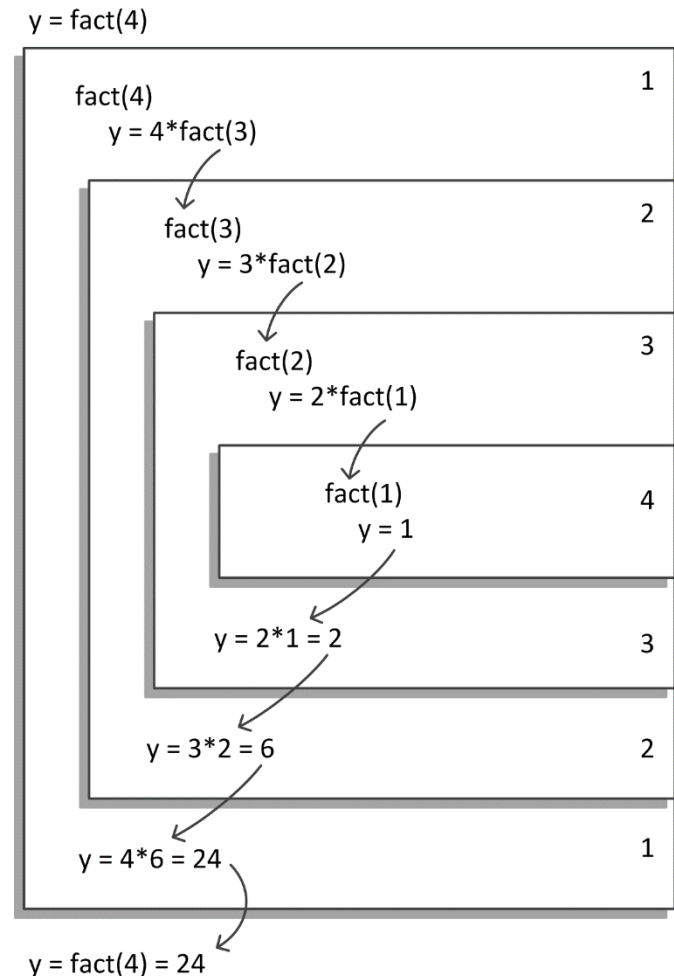 y = fact(4)
1
fact(4)
y = 4*fact(3)
2
fact(3)
y = 3*fact(2)
3
fact(2)
y = 2*fact(1)
fact(1)
4
y = 1
y = 2*1 = 2
3
y = 3*2 = 6
2
y = 4*6 = 24
1
y = fact(4) = 24